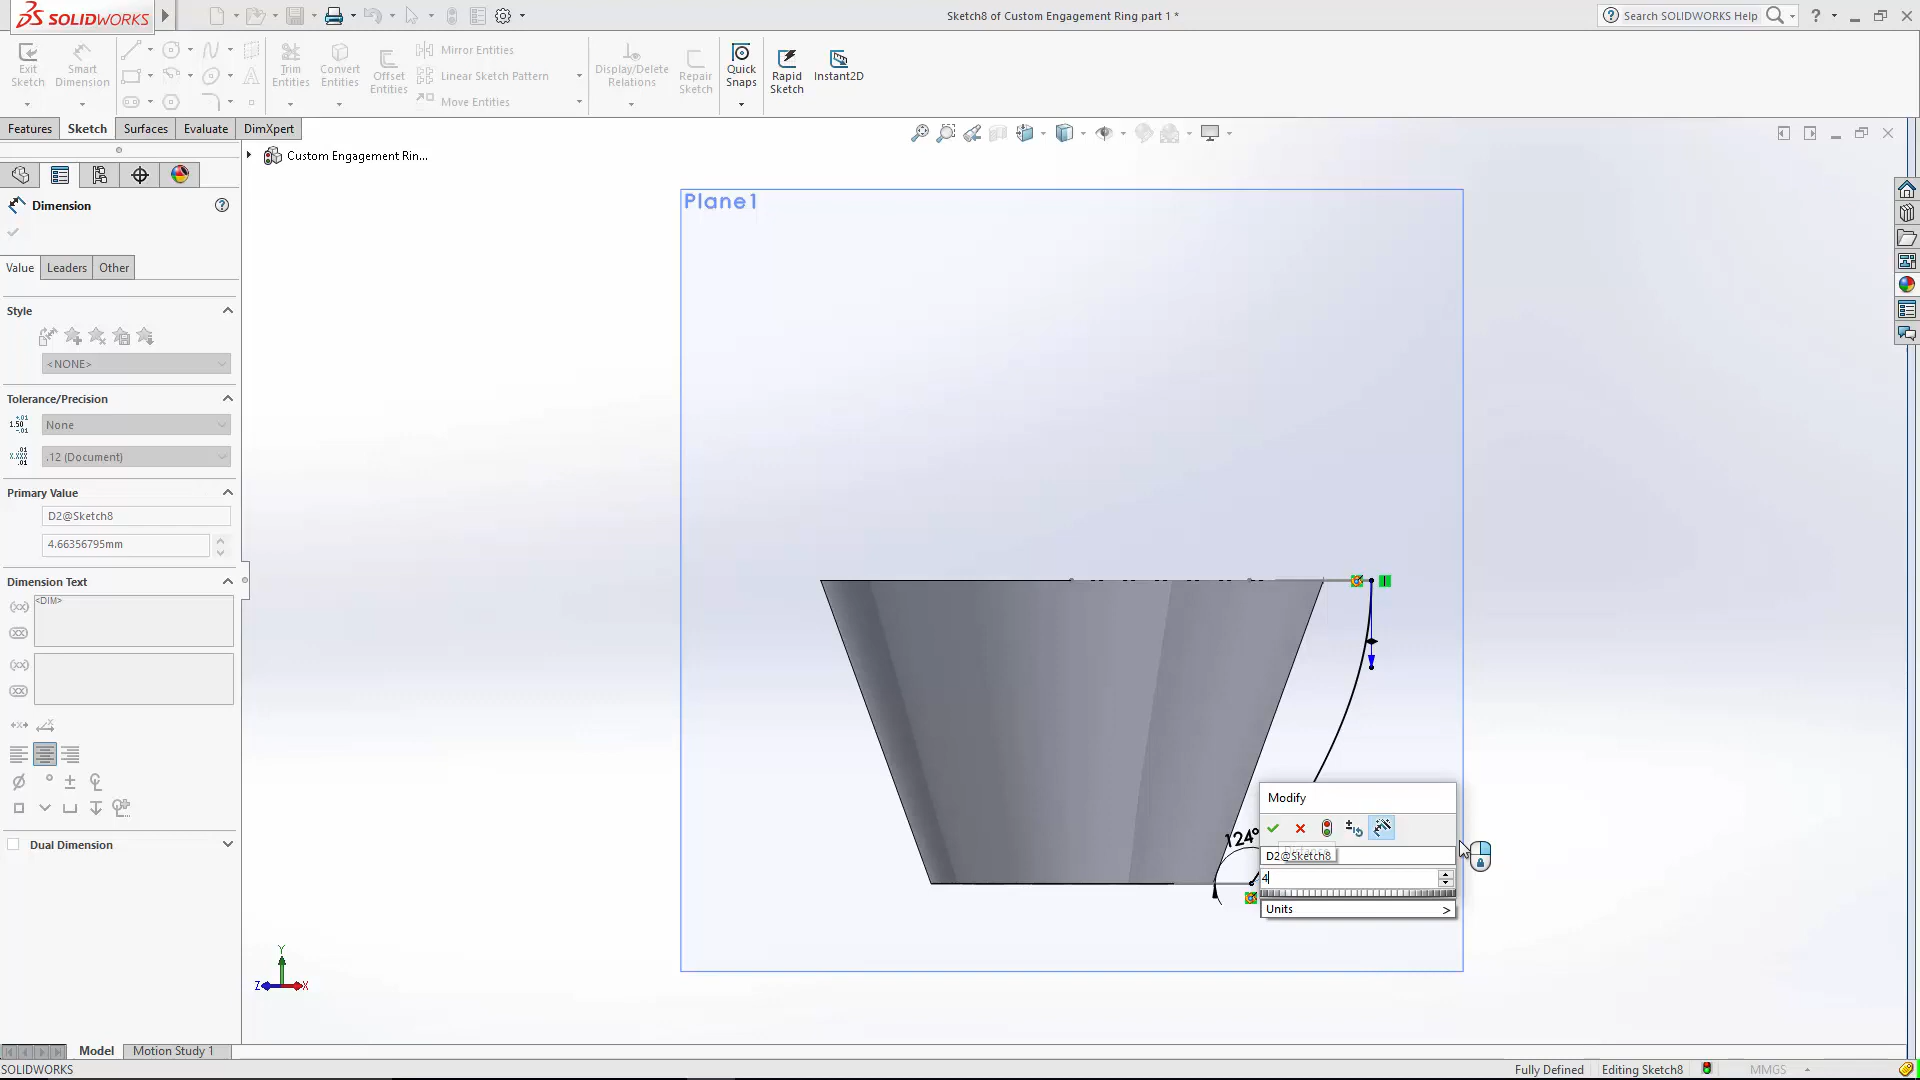 SOLIDWORKS
Sketch8 of Custom Engagement Ring part 1 *
Search SOLIDWORKS Help
Exit Sketch
Smart Dimension
Trim Entities
Convert Entities
Offset Entities
Mirror Entities
Linear Sketch Pattern
Move Entities
Display/Delete Relations
Repair Sketch
Quick Snaps
Rapid Sketch
Instant2D
Features
Sketch
Surfaces
Evaluate
DimXpert
Custom Engagement Rin...
Dimension
Value
Leaders
Other
Style
<NONE>
Tolerance/Precision
None
.12 (Document)
Primary Value
D2@Sketch8
4.66356795mm
Dimension Text
<DIM>
Dual Dimension
Plane1
124°
Modify
D2@Sketch8
4
Units >
Y
Z
X
Model
Motion Study 1
SOLIDWORKS
Fully Defined
Editing Sketch8
MMGS